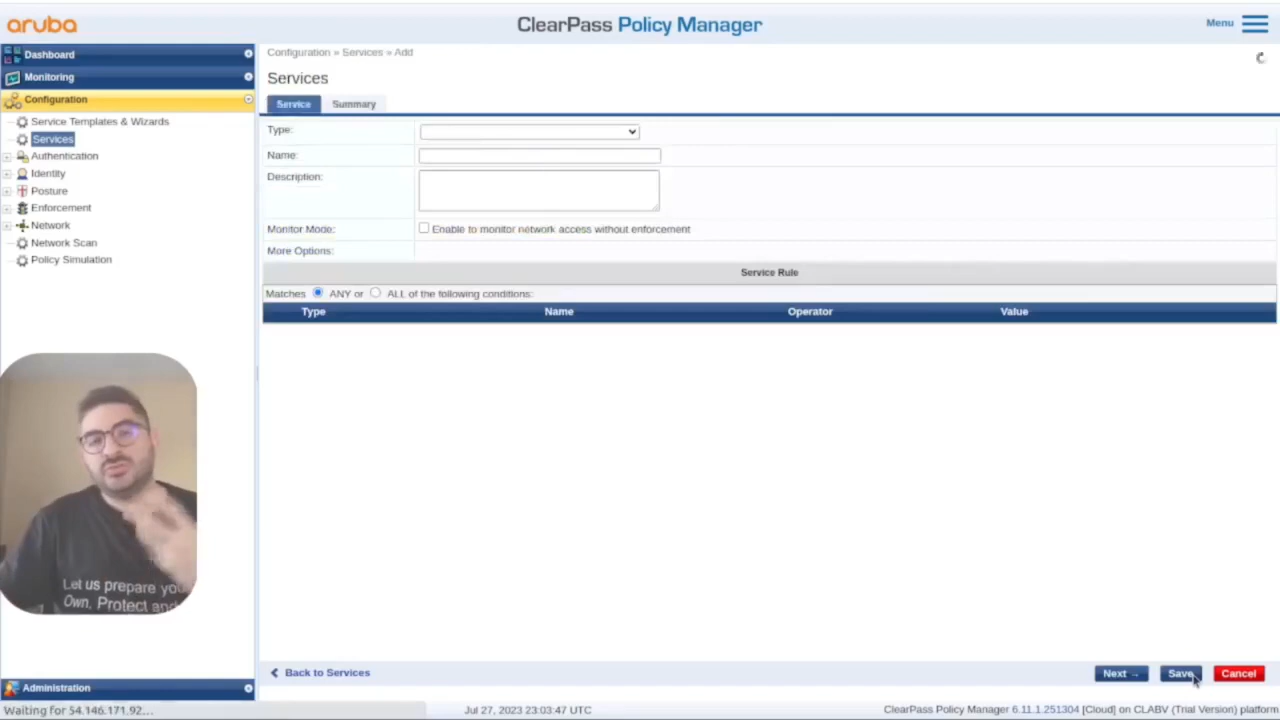 aruba
ClearPass Policy Manager
Menu
Dashboard
Monitoring
Configuration
Service Templates & Wizards
Services
Authentication
Identity
Posture
Enforcement
Network
Network Scan
Policy Simulation
Administration
Configuration » Services » Add
Services
Service Summary
Type:
Name:
Description:
Monitor Mode: Enable to monitor network access without enforcement
More Options:
Service Rule
Matches ANY or ALL of the following conditions:
Type Name Operator Value
Let us prepare you
Own, Protect and
Back to Services
Next → Save Cancel
Waiting for 54.146.171.92...
Jul 27, 2023 23:03:47 UTC
ClearPass Policy Manager 6.11.1.251304 [Cloud] on CLABV (Trial Version) platform